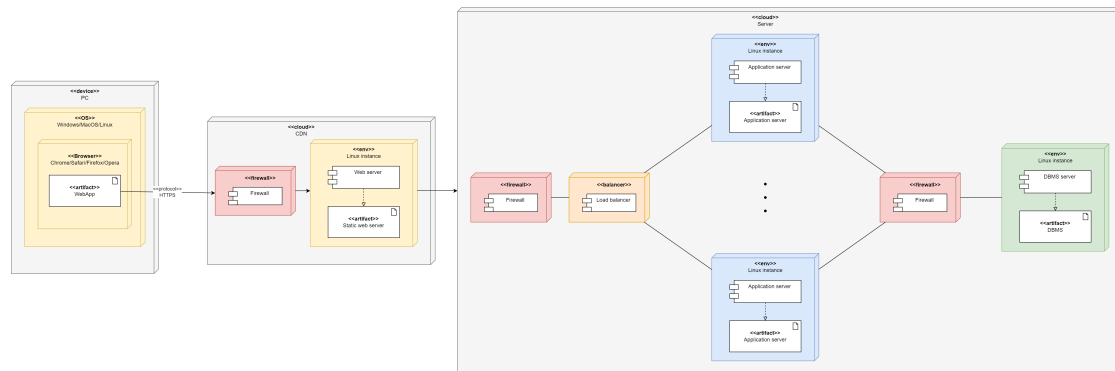 <<device>>
PC
<<OS>>
Windows/MacOS/Linux
<<Browser>>
Chrome/Safari/Firefox/Opera
<<artifact>>
WebApp
<<protocol>>
HTTPS
<<cloud>>
CDN
<<firewall>>
Firewall
<<env>>
Linux instance
Web server
<<artifact>>
Static web server
<<cloud>>
Server
<<firewall>>
Firewall
<<balancer>>
Load balancer
<<env>>
Linux instance
Application server
<<artifact>>
Application server
<<env>>
Linux instance
Application server
<<artifact>>
Application server
<<firewall>>
Firewall
<<env>>
Linux instance
DBMS server
<<artifact>>
DBMS